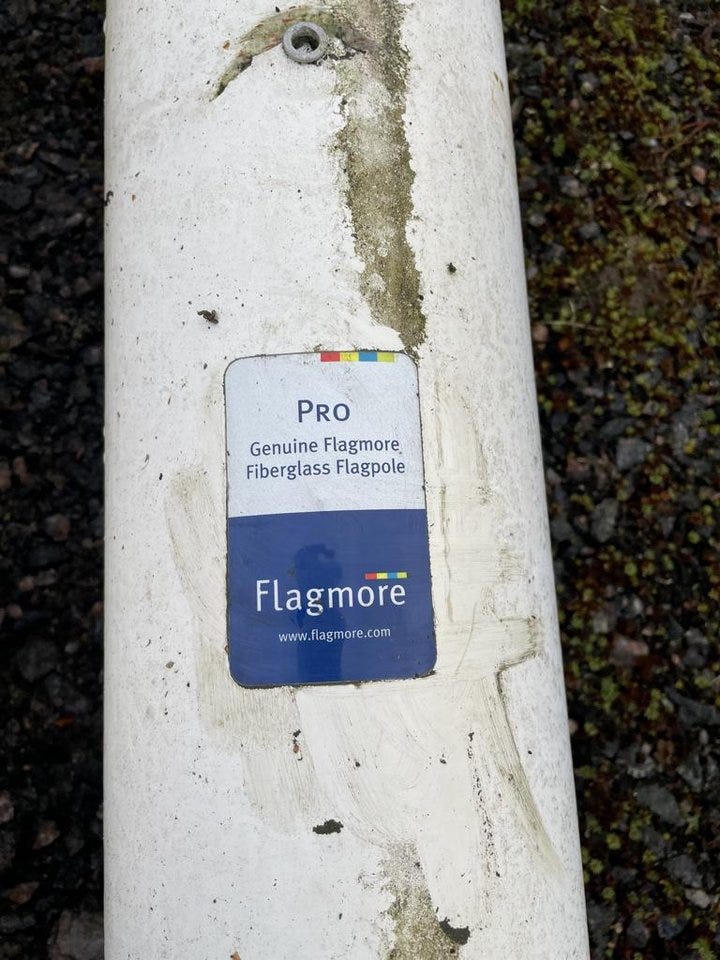 PRO
Genuine Flagmore
Fiberglass Flagpole
Flagmore
www.flagmore.com